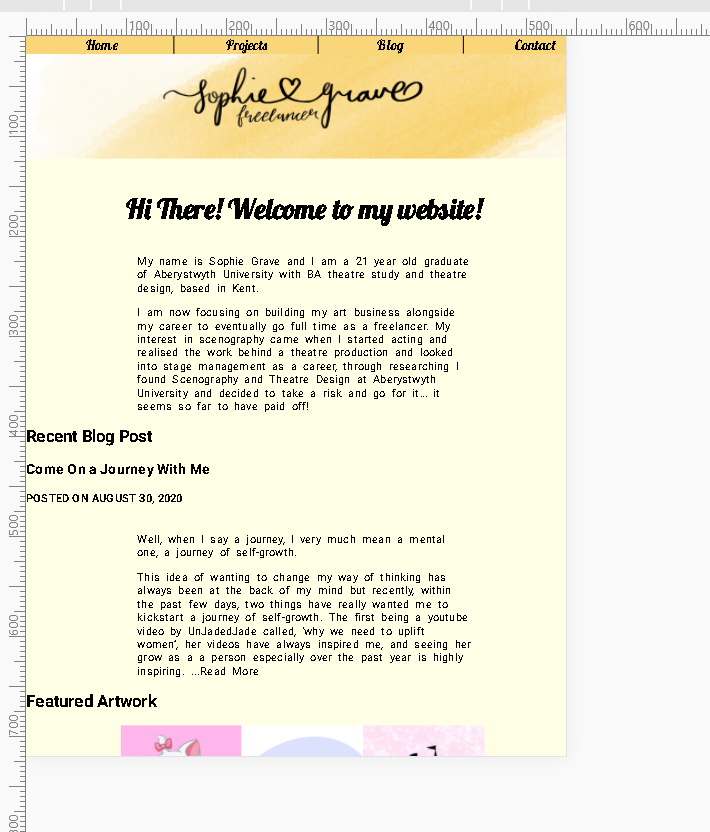 100 200 300 400 500 600
Home Projects Blog Contact
Sophie grave
freelancer
100
200
300
400
500
600
700
800
Hi There! Welcome to my website!
My name is Sophie Grave and I am a 21 year old graduate
of Aberystwyth University with BA theatre study and theatre
design, based in Kent.
I am now focusing on building my art business alongside
my career to eventually go full time as a freelancer. My
interest in scenography came when I started acting and
realised the work behind a theatre production and looked
into stage management as a career, through researching I
found Scenography and Theatre Design at Aberystwyth
University and decided to take a risk and go for it... it
seems so far to have paid off!
Recent Blog Post
Come On a Journey With Me
POSTED ON AUGUST 30, 2020
Well, when I say a journey, I very much mean a mental
one, a journey of self-growth.
This idea of wanting to change my way of thinking has
always been at the back of my mind but recently, within
the past few days, two things have really wanted me to
kickstart a journey of self-growth. The first being a youtube
video by UnJadedJade called, 'why we need to uplift
women', her videos have always inspired me, and seeing her
grow as a a person especially over the past year is highly
inspiring. ...Read More
Featured Artwork